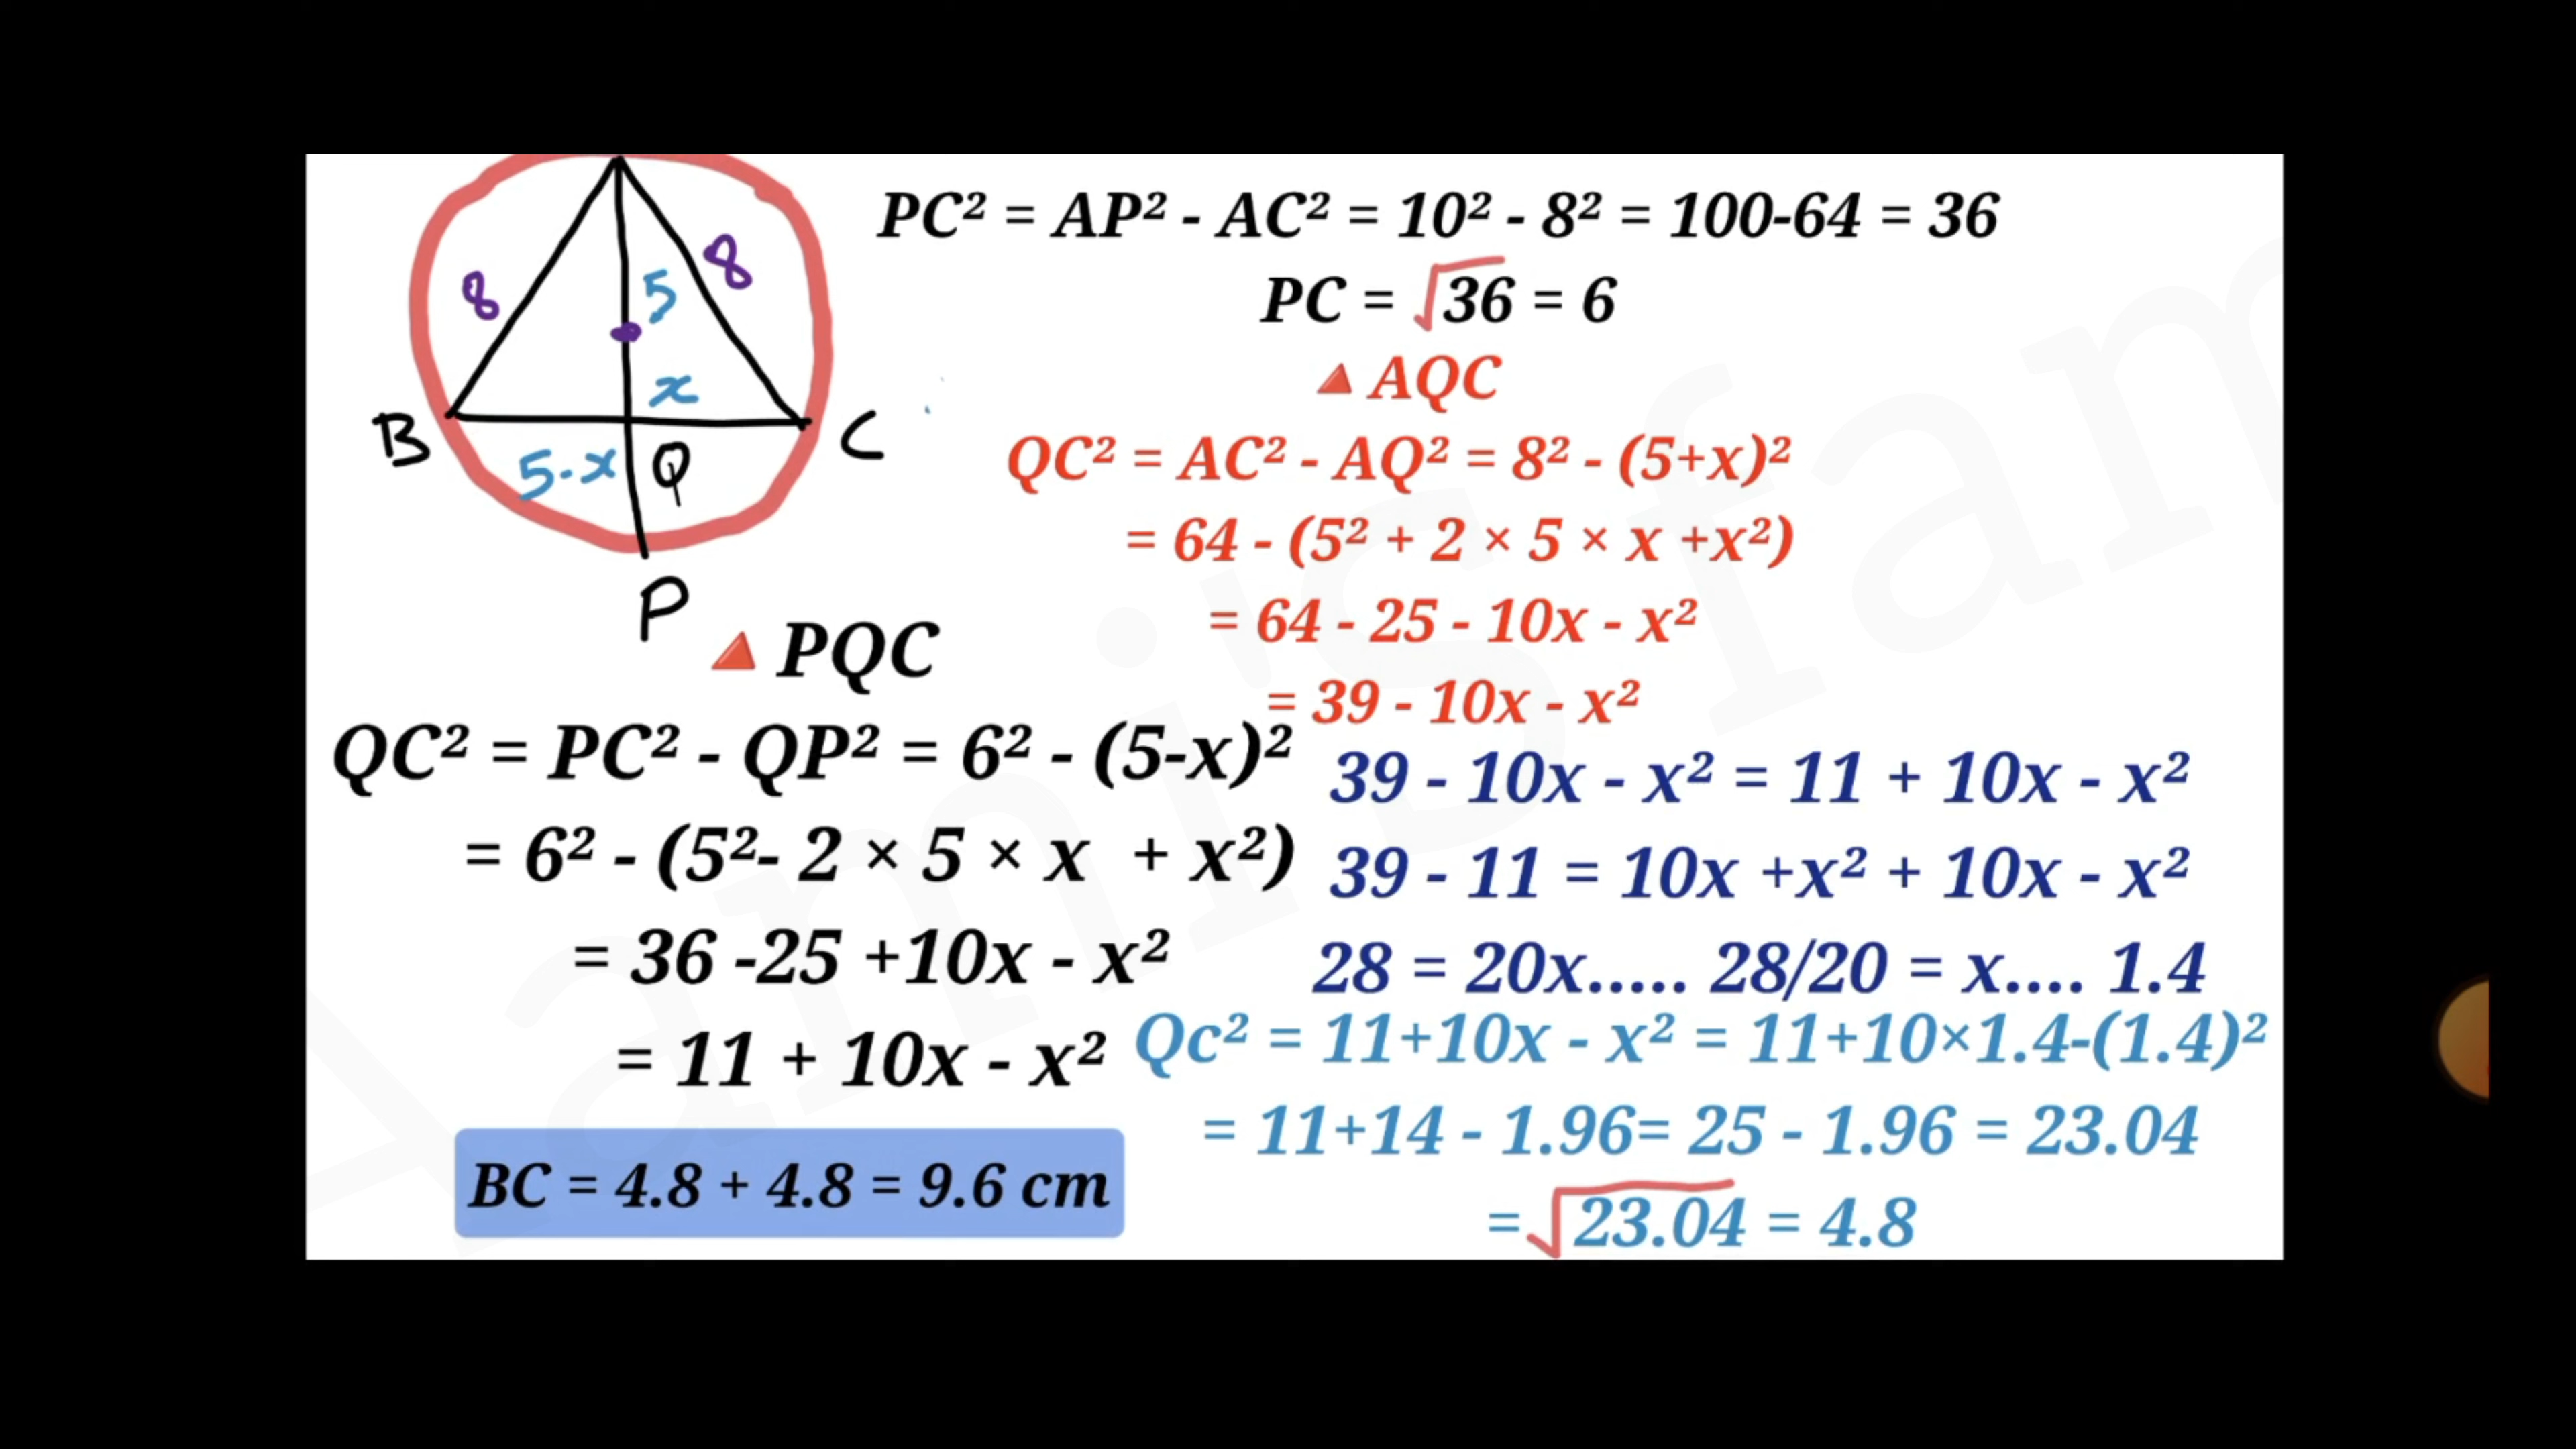 8
8
5
x
B
C
5-x
Q
P
PC² = AP² - AC² = 10² - 8² = 100-64 = 36
PC = √36 = 6
🔺AQC
QC² = AC² - AQ² = 8² - (5+x)²
= 64 - (5² + 2 × 5 × x +x²)
= 64 - 25 - 10x - x²
= 39 - 10x - x²
🔺PQC
QC² = PC² - QP² = 6² - (5-x)²
= 6² - (5²- 2 × 5 × x + x²)
= 36 -25 +10x - x²
= 11 + 10x - x²
39 - 10x - x² = 11 + 10x - x²
39 - 11 = 10x +x² + 10x - x²
28 = 20x..... 28/20 = x.... 1.4
Qc² = 11+10x - x² = 11+10×1.4-(1.4)²
= 11+14 - 1.96= 25 - 1.96 = 23.04
=√23.04 = 4.8
BC = 4.8 + 4.8 = 9.6 cm
Aami'S fam